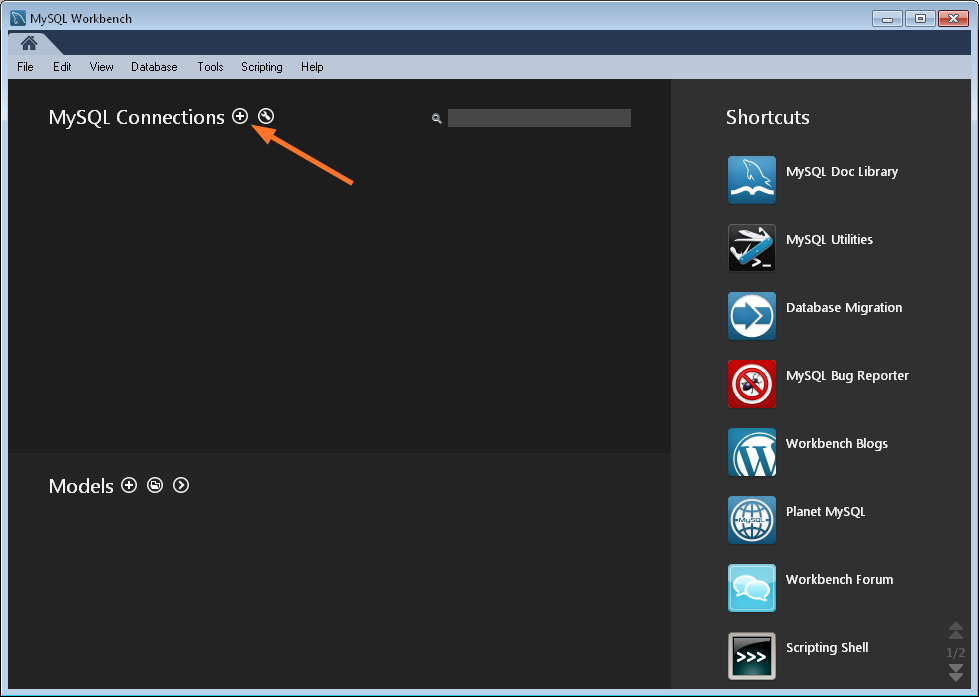 MySQL Workbench
File Edit View Database Tools Scripting Help
MySQL Connections
Models
Shortcuts
MySQL Doc Library
MySQL Utilities
>_
Database Migration
MySQL Bug Reporter
Workbench Blogs
W
Planet MySQL
MySQL
Workbench Forum
Scripting Shell
>>>
1/2